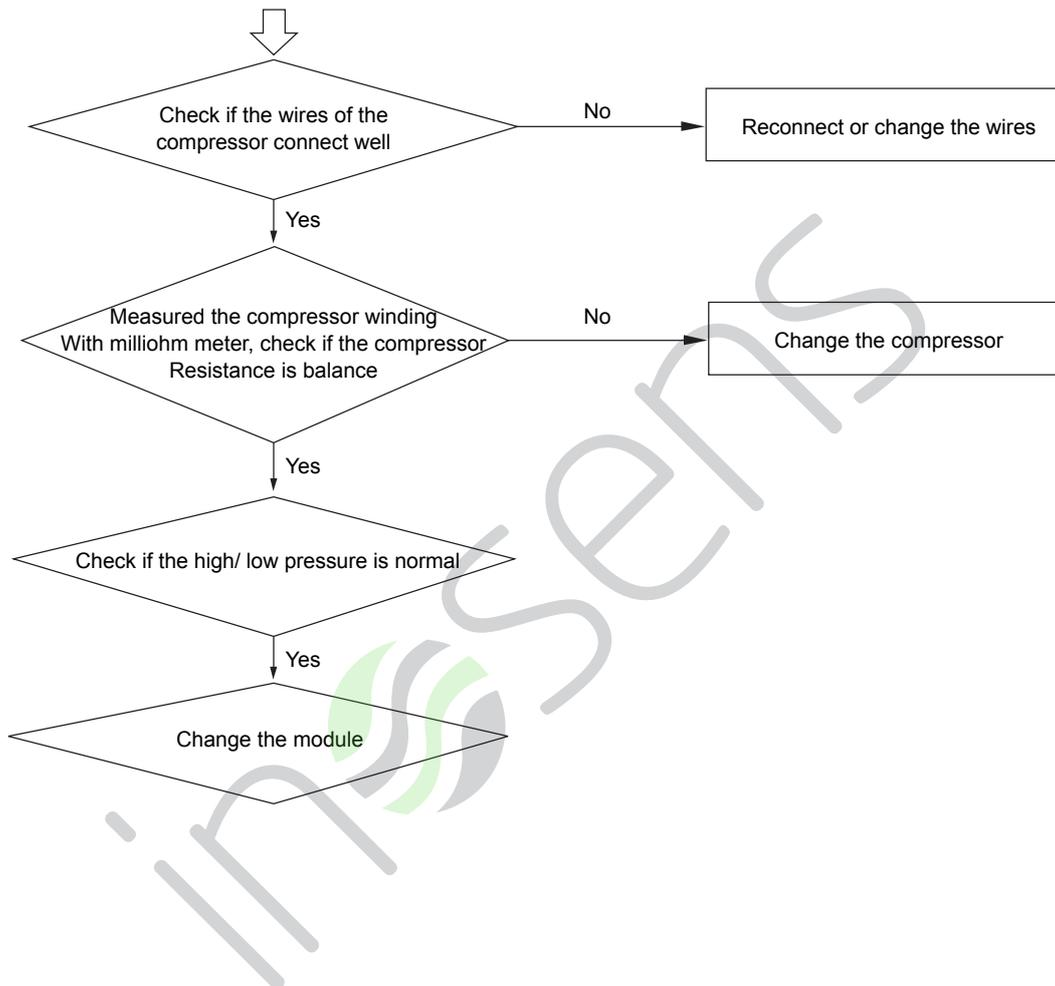 Check if the wires of the
compressor connect well
No
Reconnect or change the wires
Yes
Measured the compressor winding
With milliohm meter, check if the compressor
Resistance is balance
No
Change the compressor
Yes
Check if the high/ low pressure is normal
Yes
Change the module
inosens